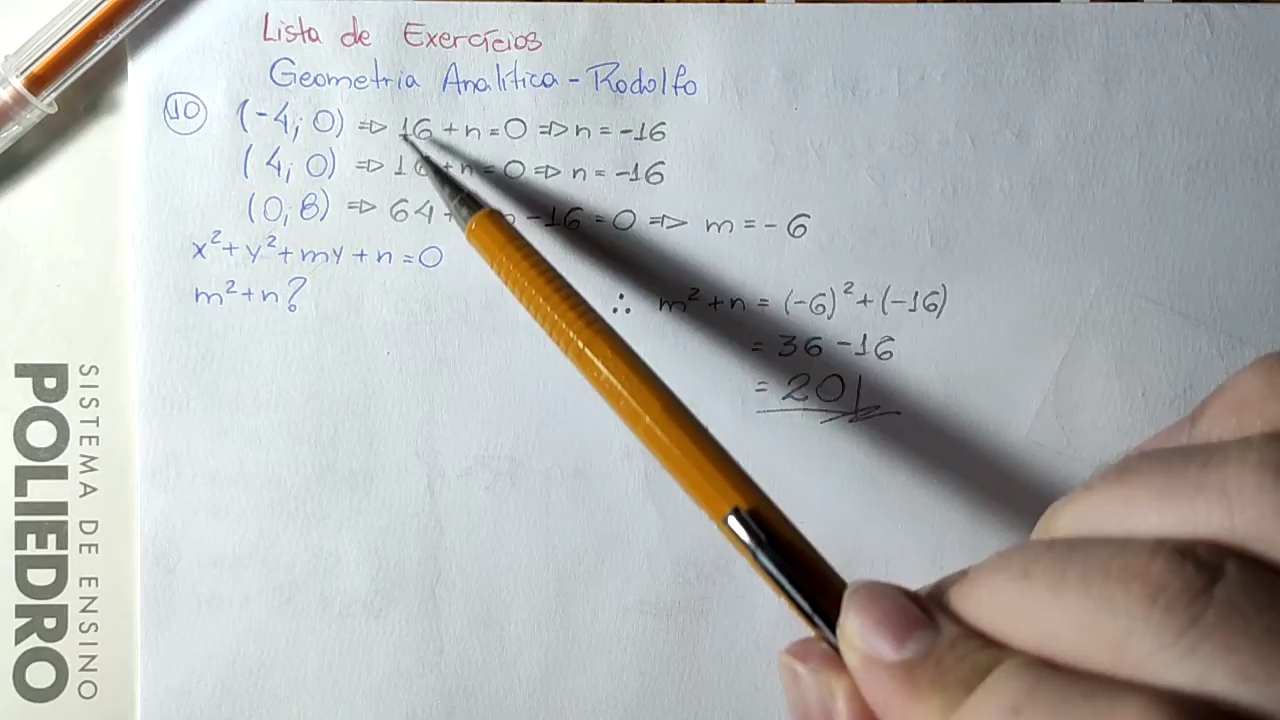 Lista de Exercícios
Geometria Analítica - Rodolfo
10 (-4; 0) => 16 + n = 0 => n = -16
(4; 0) => 16 + n = 0 => n = -16
(0; 8) => 64 + -16 = 0 => m = -6
x² + y² + my + n = 0
m² + n?
∴ m² + n = (-6)² + (-16)
= 36 - 16
= 20
SISTEMA DE ENSINO
POLIEDRO